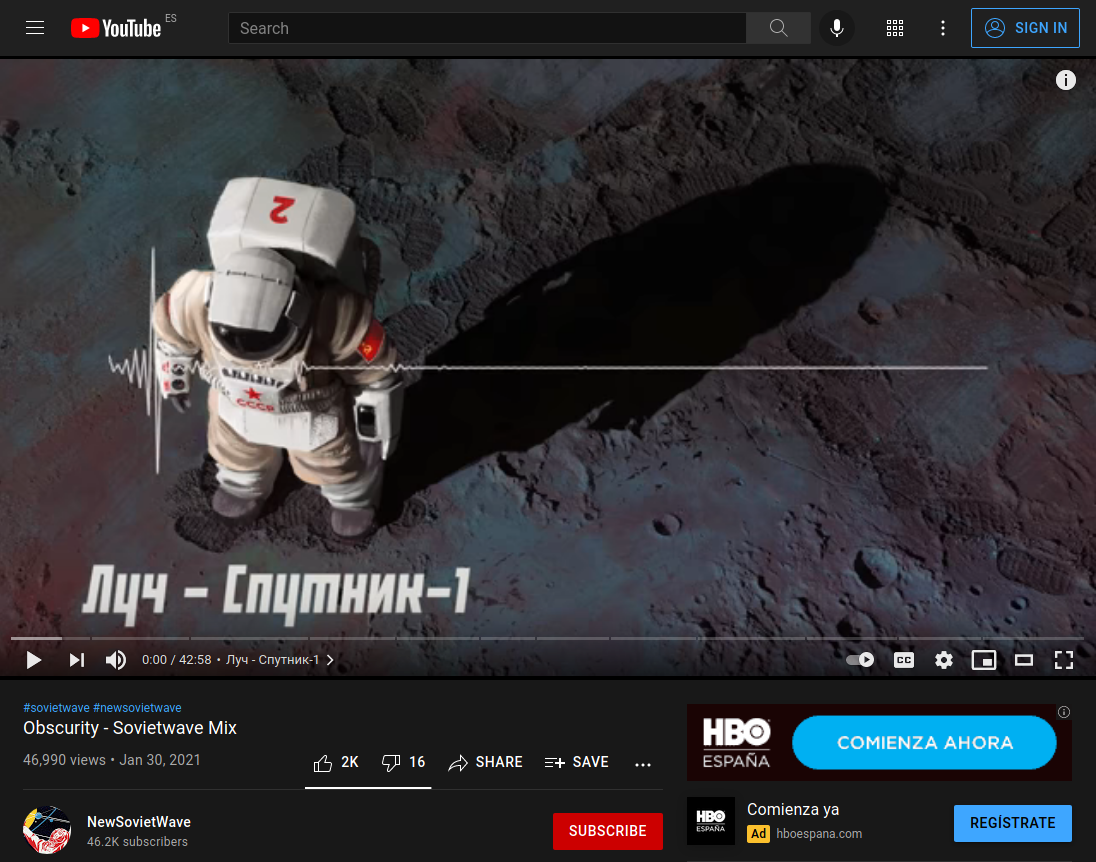 YouTube ES
Search
SIGN IN
2
СССР
Луч - Спутник-1
0:00 / 42:58 • Луч - Спутник-1
CC
#sovietwave #newsovietwave
Obscurity - Sovietwave Mix
46,990 views • Jan 30, 2021
2K 16 SHARE SAVE
NewSovietWave
46.2K subscribers
SUBSCRIBE
HBO
ESPAÑA
COMIENZA AHORA
HBO
ESPAÑA
Comienza ya
Ad hboespana.com
REGÍSTRATE